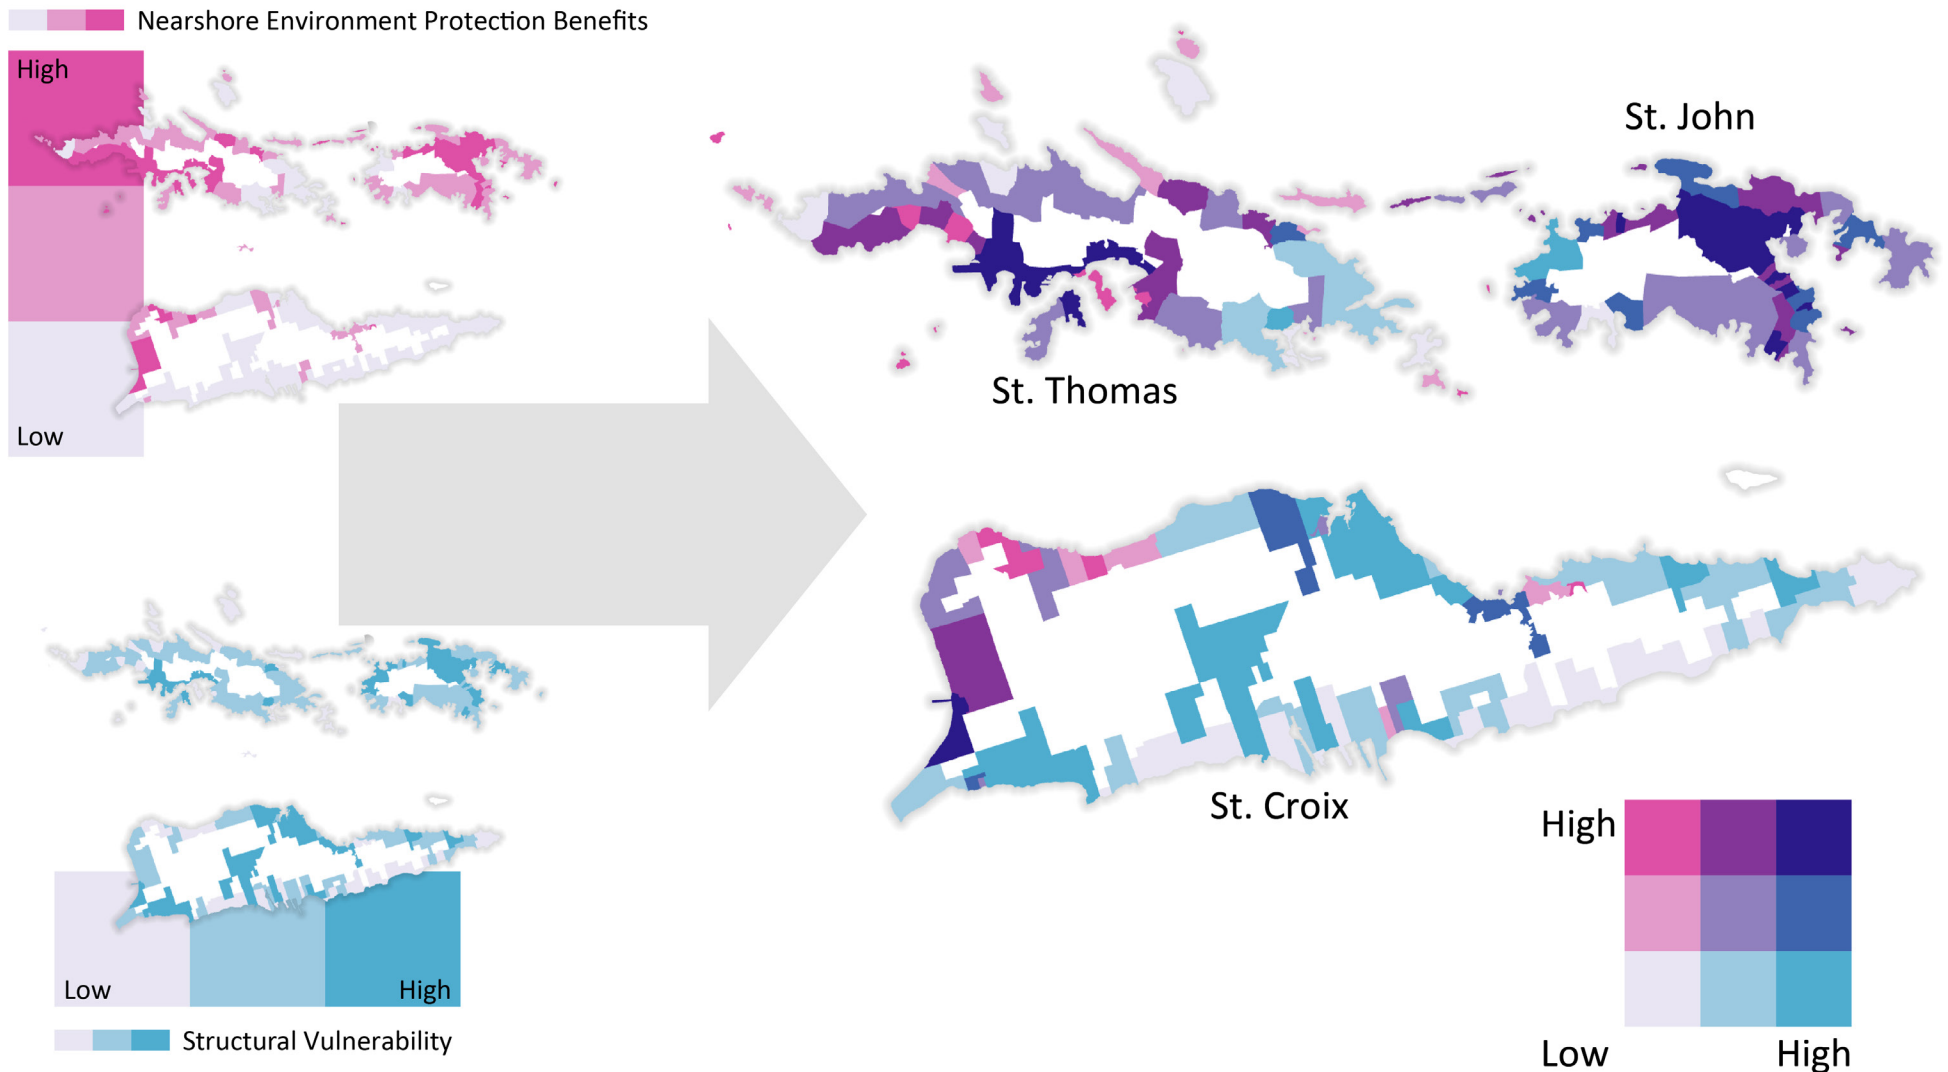 Nearshore Environment Protection Benefits
High
Low
Low
High
Structural Vulnerability
St. John
St. Thomas
St. Croix
High
Low
High